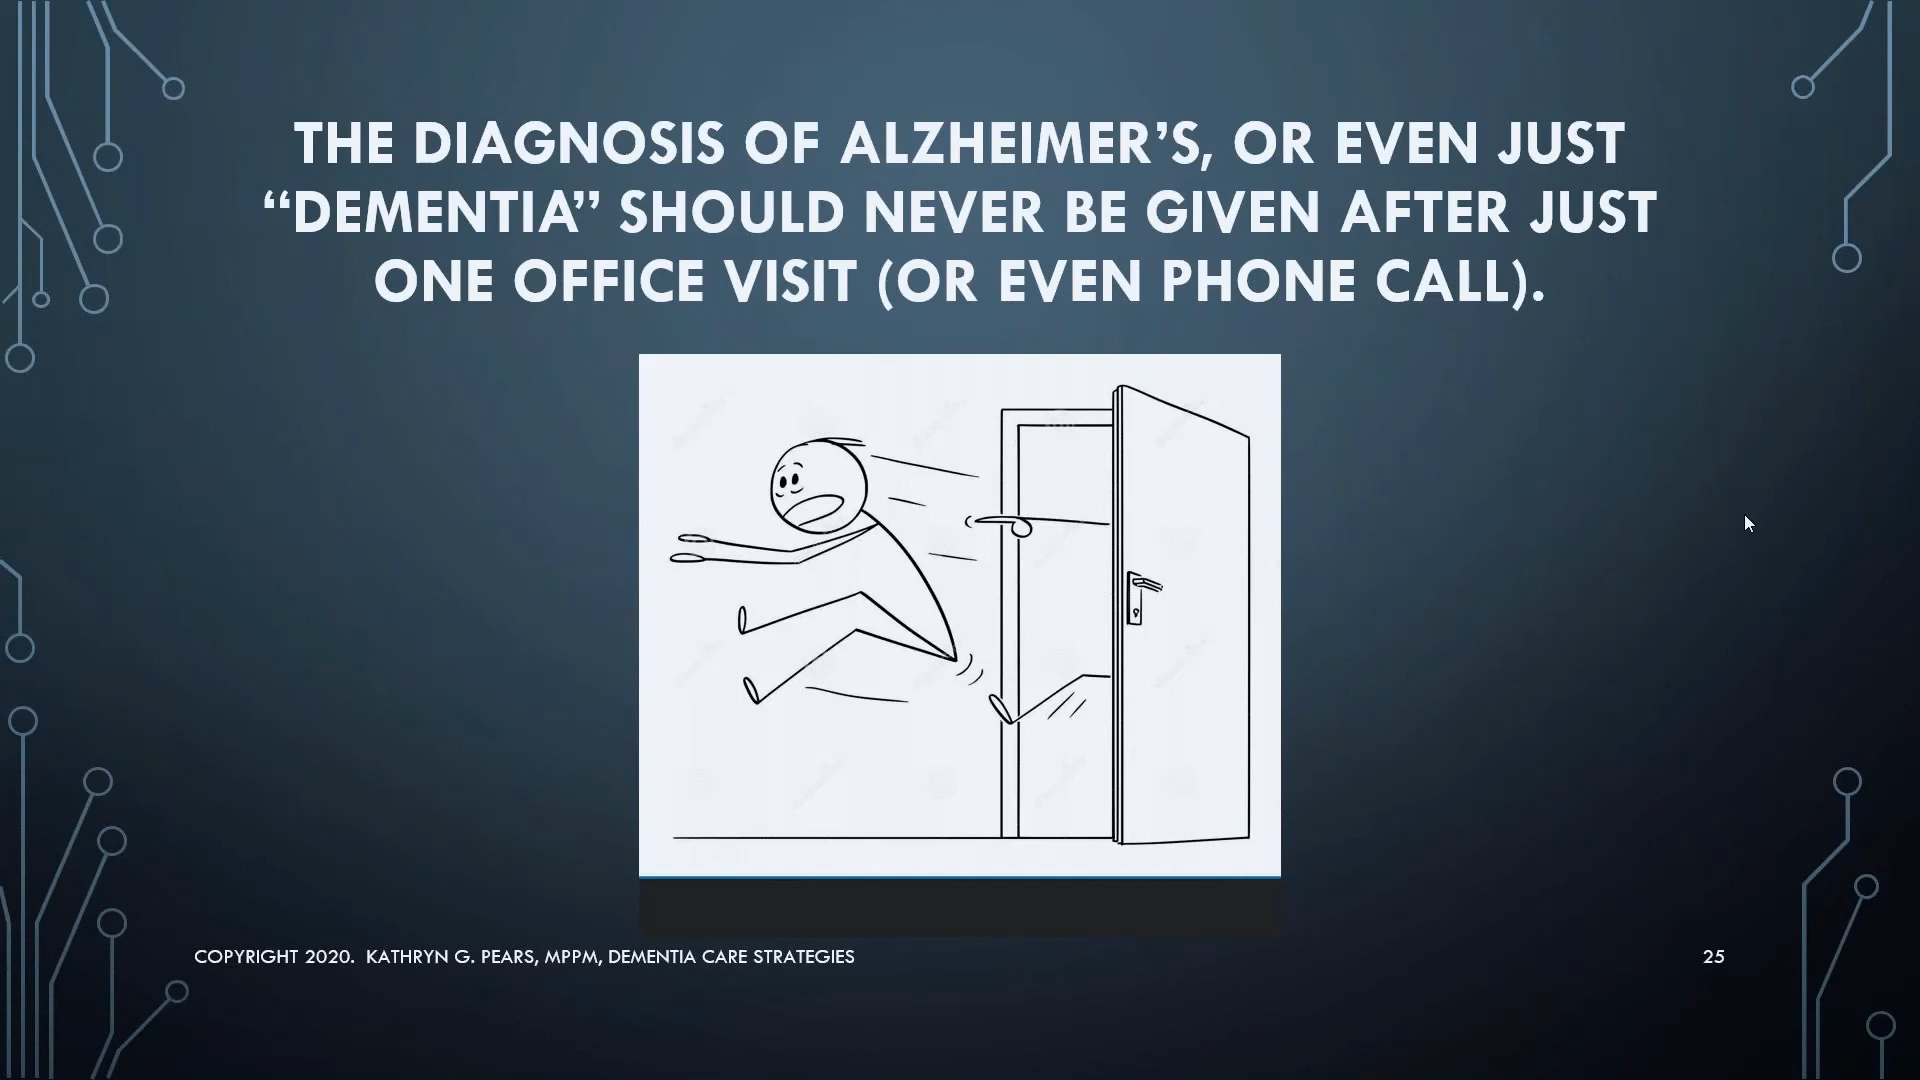 THE DIAGNOSIS OF ALZHEIMER’S, OR EVEN JUST
“DEMENTIA” SHOULD NEVER BE GIVEN AFTER JUST
ONE OFFICE VISIT (OR EVEN PHONE CALL).
COPYRIGHT 2020. KATHRYN G. PEARS, MPPM, DEMENTIA CARE STRATEGIES
25